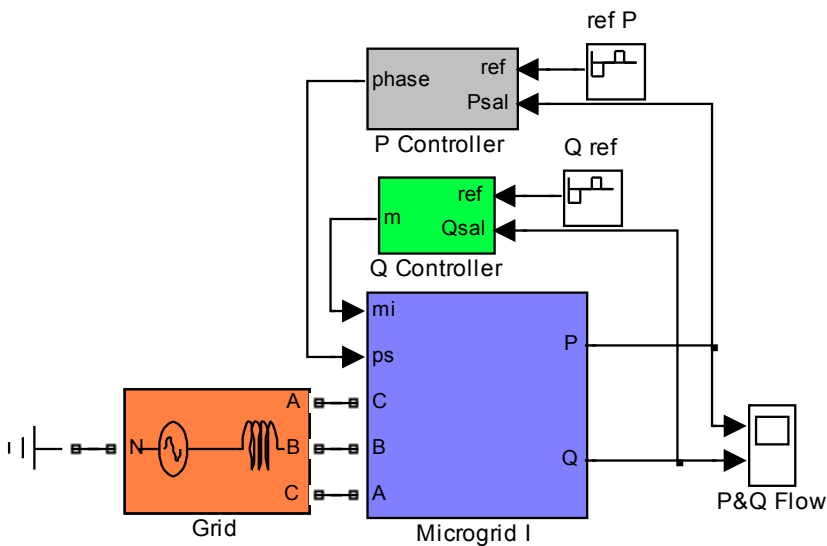 ref P
phase
ref
Psal
P Controller
Q ref
m
ref
Qsal
Q Controller
mi
ps
C
B
A
P
Q
N
A
B
C
Grid
Microgrid I
P&Q Flow